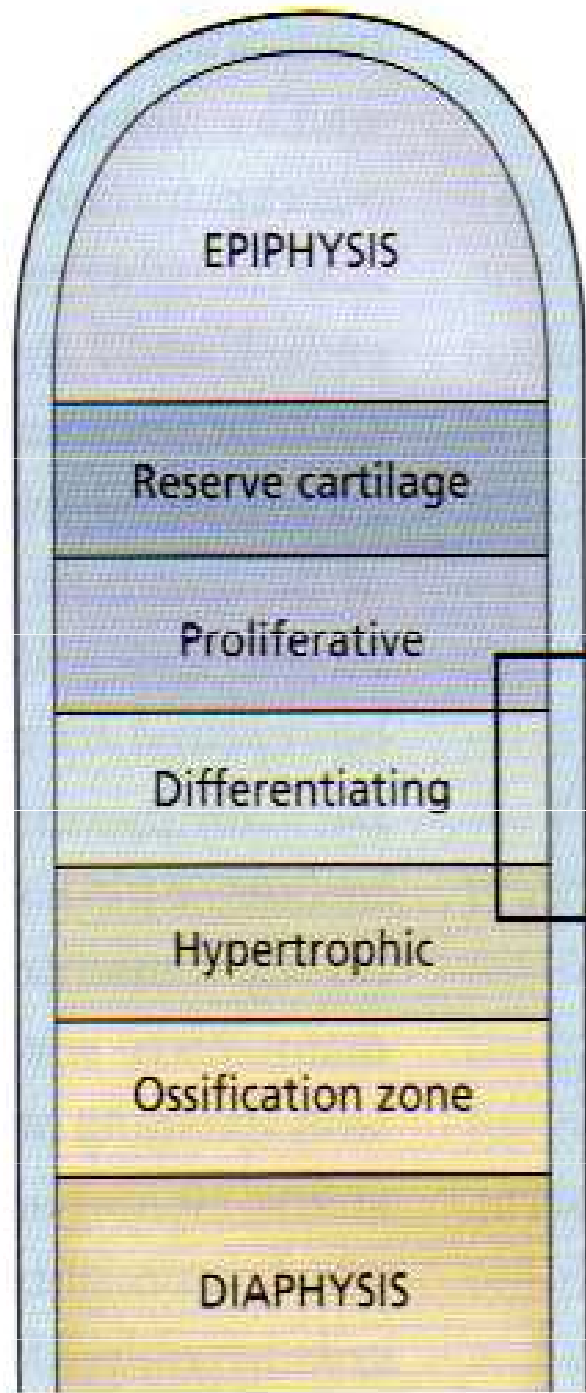 EPIPHYSIS
Reserve cartilage
Proliferative
Differentiating
Hypertrophic
Ossification zone
DIAPHYSIS